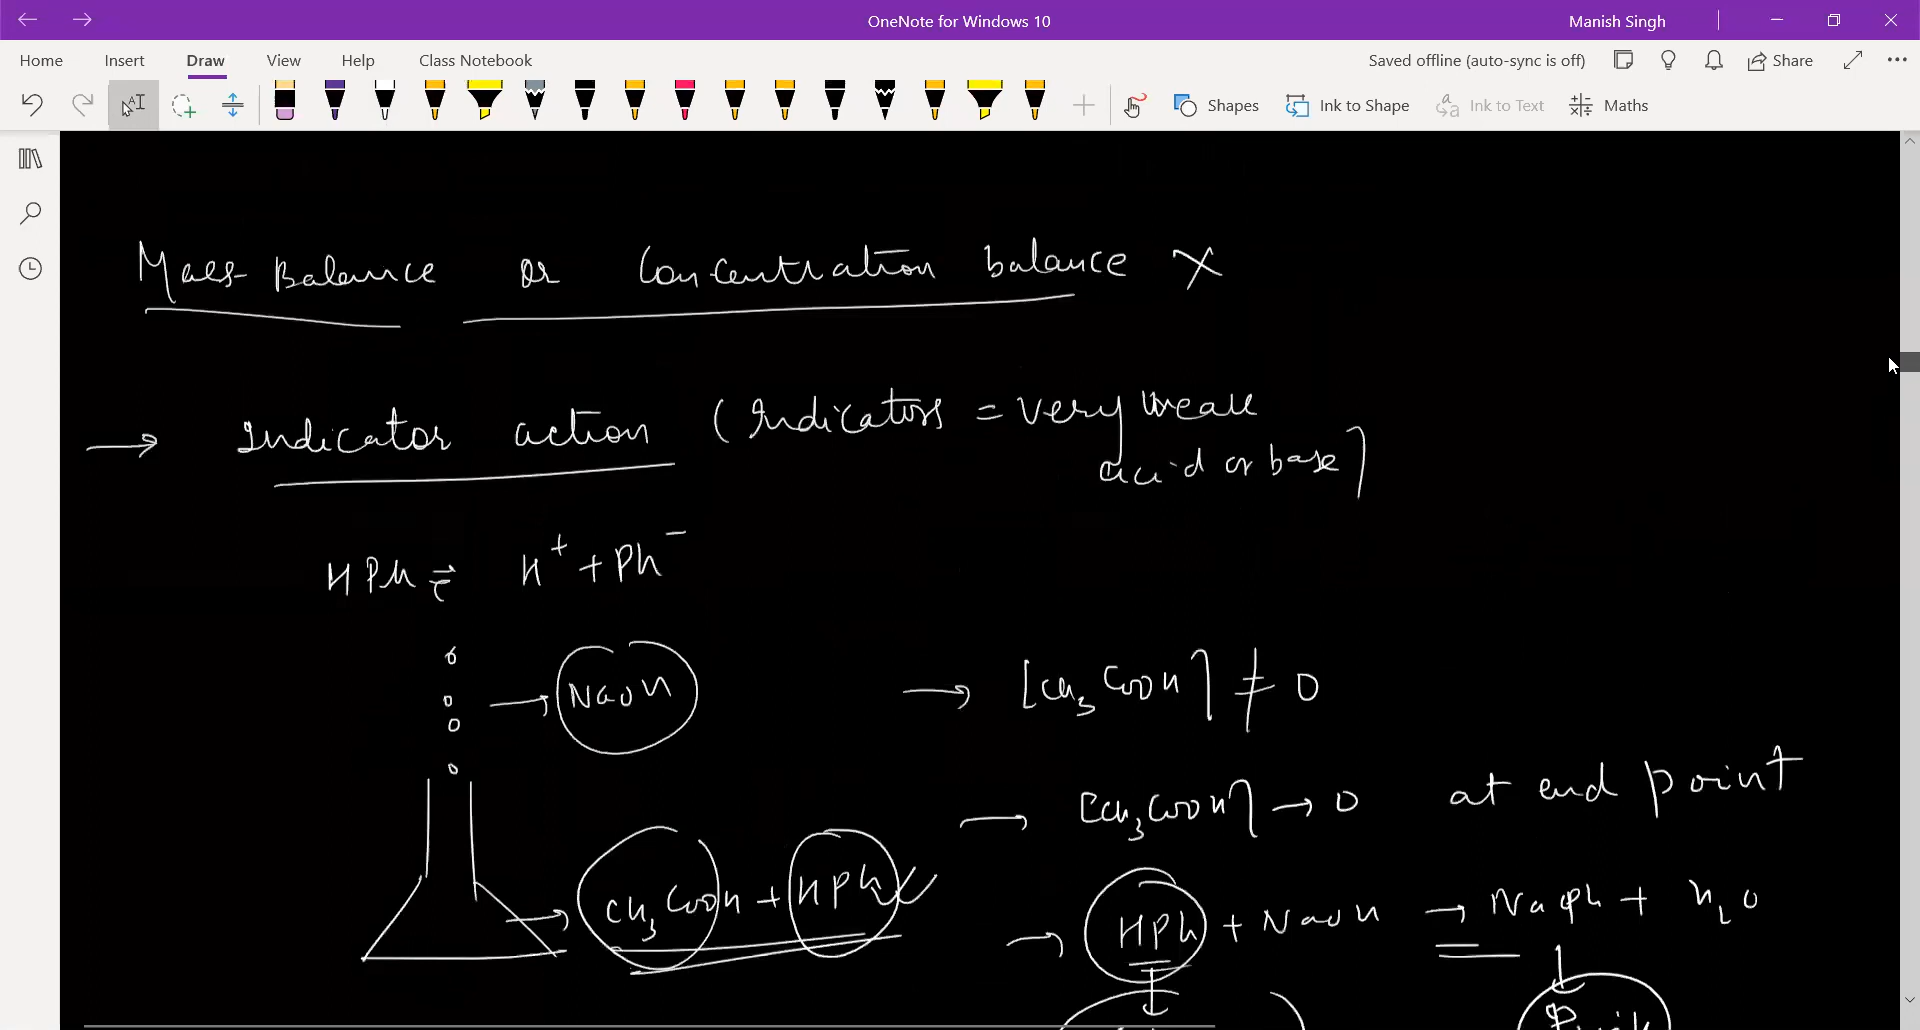 OneNote for Windows 10
Manish Singh
Home Insert Draw View Help Class Notebook
Saved offline (auto-sync is off) Share
Shapes Ink to Shape Ink to Text Maths
Mass Balance or Concentration balance X
→ Indicator action (Indicators = very weak
acid or base]
HPh ⇌ H⁺ + Ph⁻
→ NaOH → [CH₃COOH] ≠ 0
→ [CH₃COOH] → 0 at end point
→ CH₃COOH + HPh
→ HPh + NaOH → NaPh + H₂O